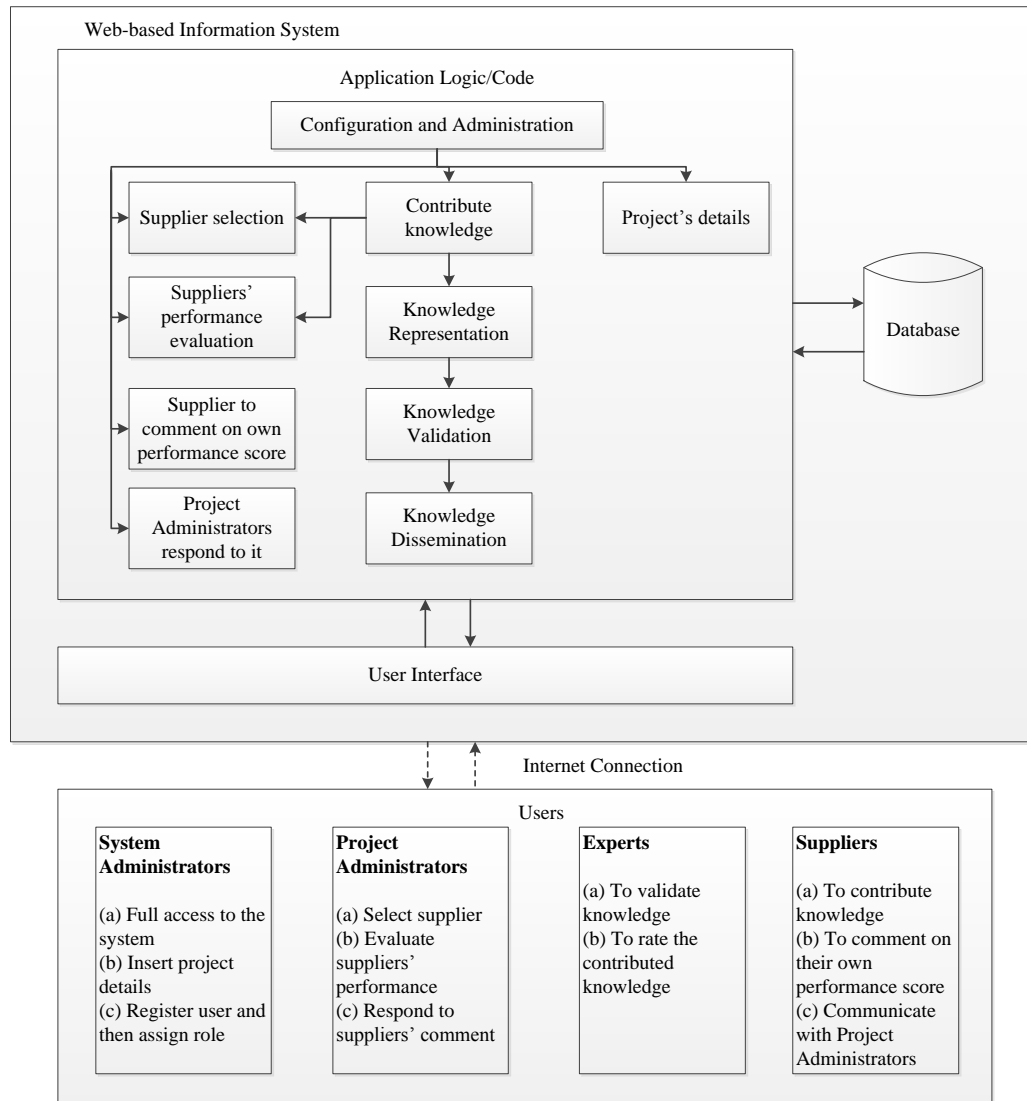 Web-based Information System
Application Logic/Code
Configuration and Administration
Supplier selection
Contribute
knowledge
Project’s details
Suppliers’
performance
evaluation
Knowledge
Representation
Database
Supplier to
comment on own
performance score
Knowledge
Validation
Project
Administrators
respond to it
Knowledge
Dissemination
User Interface
Internet Connection
Users
System
Administrators
(a) Full access to the
system
(b) Insert project
details
(c) Register user and
then assign role
Project
Administrators
(a) Select supplier
(b) Evaluate
suppliers’
performance
(c) Respond to
suppliers’ comment
Experts
(a) To validate
knowledge
(b) To rate the
contributed
knowledge
Suppliers
(a) To contribute
knowledge
(b) To comment on
their own
performance score
(c) Communicate
with Project
Administrators